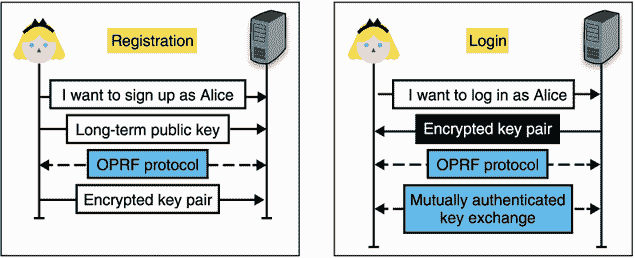 Registration
I want to sign up as Alice
Long-term public key
OPRF protocol
Encrypted key pair
Login
I want to log in as Alice
Encrypted key pair
OPRF protocol
Mutually authenticated
key exchange